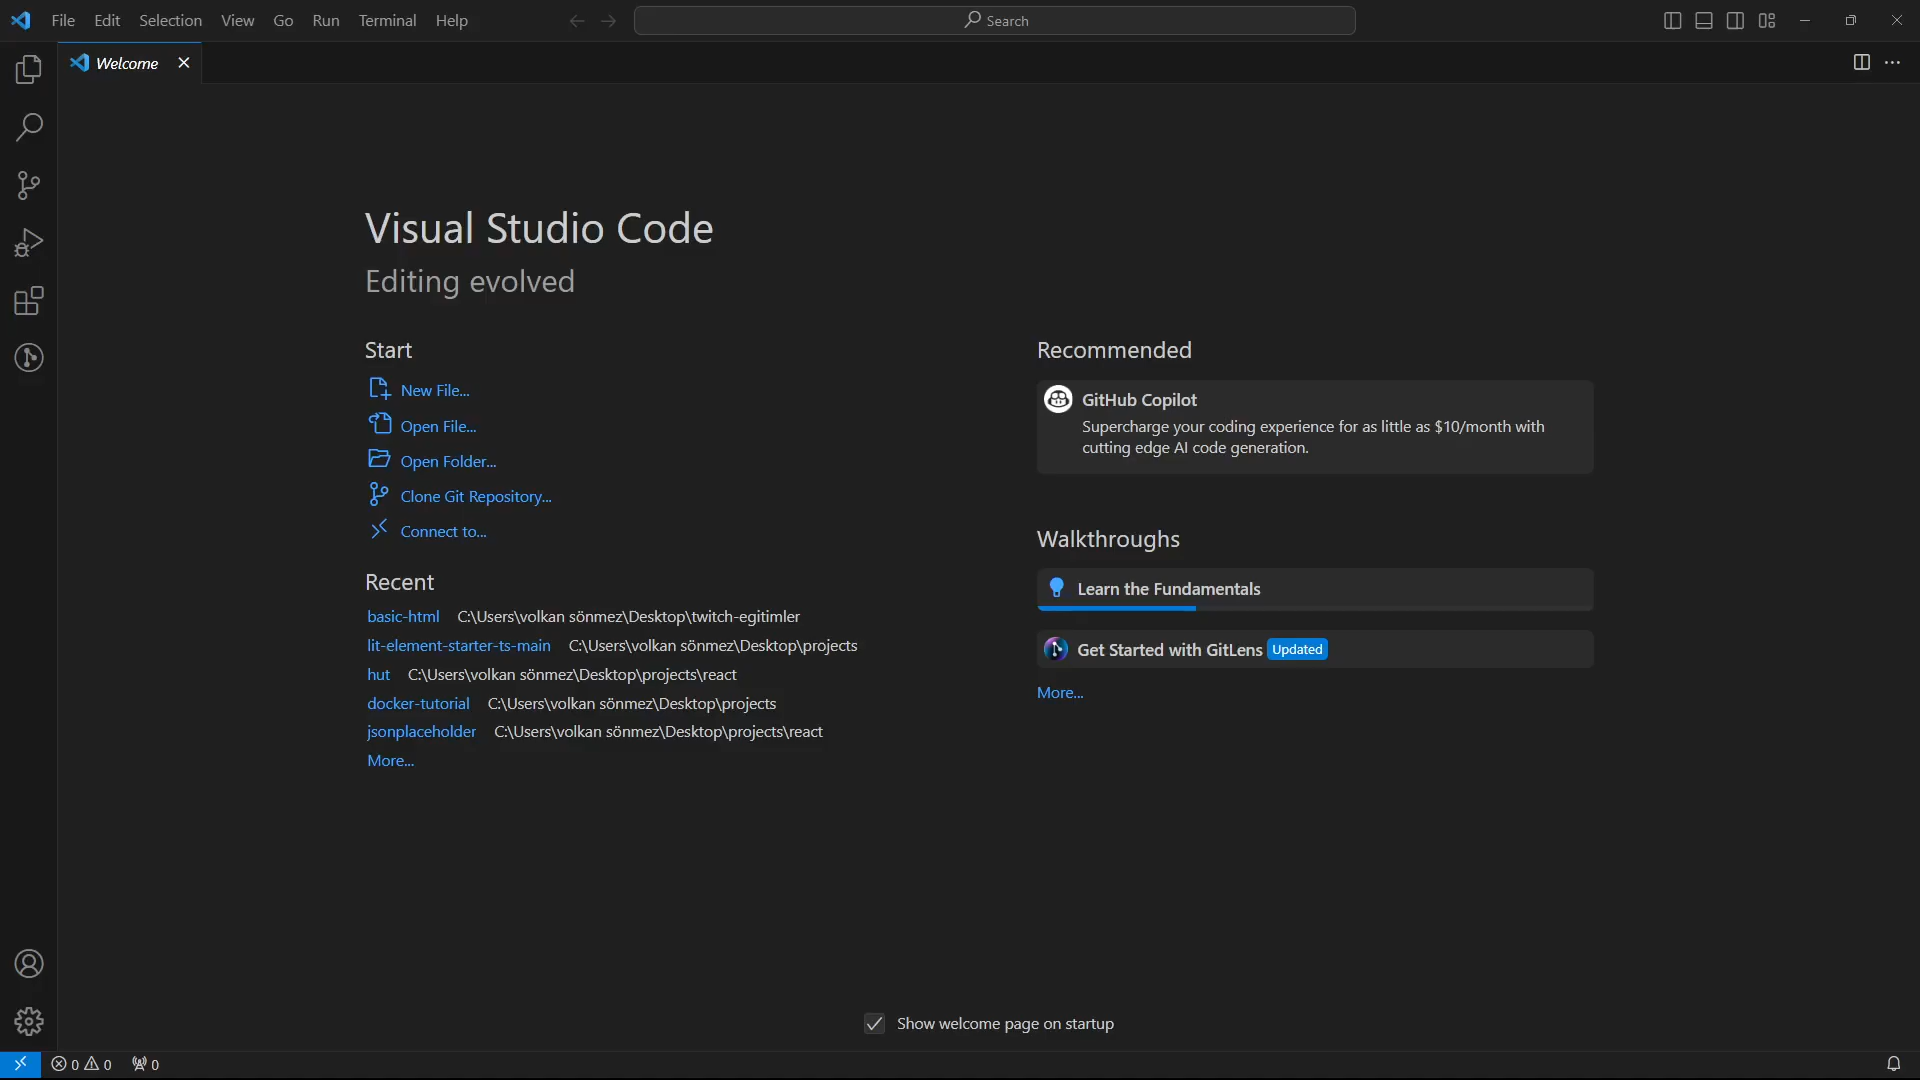 File Edit Selection View Go Run Terminal Help
Search
Welcome
Visual Studio Code
Editing evolved
Start
New File...
Open File...
Open Folder...
Clone Git Repository...
Connect to...
Recent
basic-html C:\Users\volkan sönmez\Desktop\twitch-egitimler
lit-element-starter-ts-main C:\Users\volkan sönmez\Desktop\projects
hut C:\Users\volkan sönmez\Desktop\projects\react
docker-tutorial C:\Users\volkan sönmez\Desktop\projects
jsonplaceholder C:\Users\volkan sönmez\Desktop\projects\react
More...
Recommended
GitHub Copilot
Supercharge your coding experience for as little as $10/month with
cutting edge AI code generation.
Walkthroughs
Learn the Fundamentals
Get Started with GitLens Updated
More...
Show welcome page on startup
0 0 0